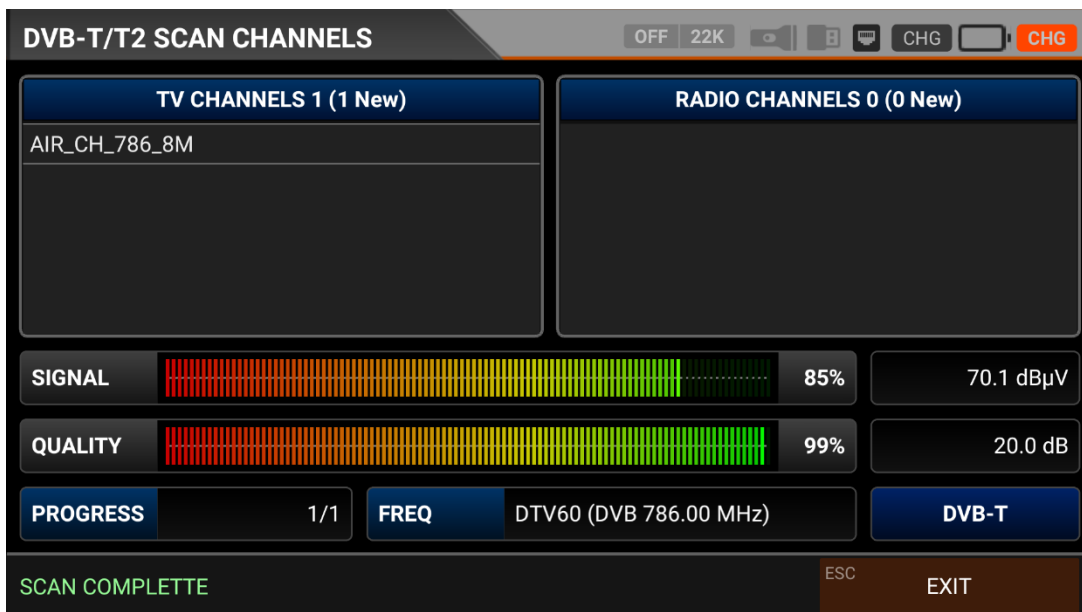 DVB-T/T2 SCAN CHANNELS
OFF 22K CHG CHG
TV CHANNELS 1 (1 New)
AIR_CH_786_8M
RADIO CHANNELS 0 (0 New)
SIGNAL 85% 70.1 dBµV
QUALITY 99% 20.0 dB
PROGRESS 1/1 FREQ DTV60 (DVB 786.00 MHz) DVB-T
SCAN COMPLETTE ESC EXIT